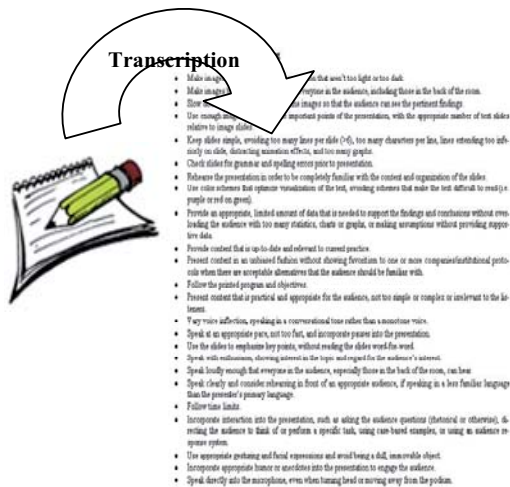 Transcription
• Make images that aren't too light or too dark.
• Make images everyone in the audience, including those in the back of the room.
• Slow the images so that the audience can see the pertinent findings.
• Use enough important points of the presentation, with the appropriate number of text slides
relative to image slides.
• Keep slides simple, avoiding too many lines per slide (>6), too many characters per line, lines extending too infe-
riorly on slide, distracting animation effects, and too many graphs.
• Check slides for grammar and spelling errors prior to presentation.
• Rehearse the presentation in order to be completely familiar with the content and organization of the slides.
• Use color schemes that optimize visualization of the text, avoiding schemes that make the text difficult to read (i.e.
purple or red on green).
• Provide an appropriate, limited amount of data that is needed to support the findings and conclusions without over-
loading the audience with too many statistics, charts or graphs, or making assumptions without providing suppor-
tive data.
• Provide content that is up-to-date and relevant to current practice.
• Present content in an unbiased fashion without showing favoritism to one or more companies/institutional proto-
cols when there are acceptable alternatives that the audience should be familiar with.
• Follow the printed program and objectives.
• Present content that is practical and appropriate for the audience, not too simple or complex or irrelevant to the lis-
teners.
• Vary voice inflection, speaking in a conversational tone rather than a monotone voice.
• Speak at an appropriate pace, not too fast, and incorporate pauses into the presentation.
• Use the slides to emphasize key points, without reading the slides word-for-word.
• Speak with enthusiasm, showing interest in the topic and regard for the audience's interest.
• Speak loudly enough that everyone in the audience, especially those in the back of the room, can hear.
• Speak clearly and consider rehearsing in front of an appropriate audience, if speaking in a less familiar language
than the presenter's primary language.
• Follow time limits.
• Incorporate interaction into the presentation, such as asking the audience questions (rhetorical or otherwise), di-
recting the audience to think of or perform a specific task, using case-based examples, or using an audience re-
sponse system.
• Use appropriate gesturing and facial expressions and avoid being a dull, immovable object.
• Incorporate appropriate humor or anecdotes into the presentation to engage the audience.
• Speak directly into the microphone, even when turning head or moving away from the podium.